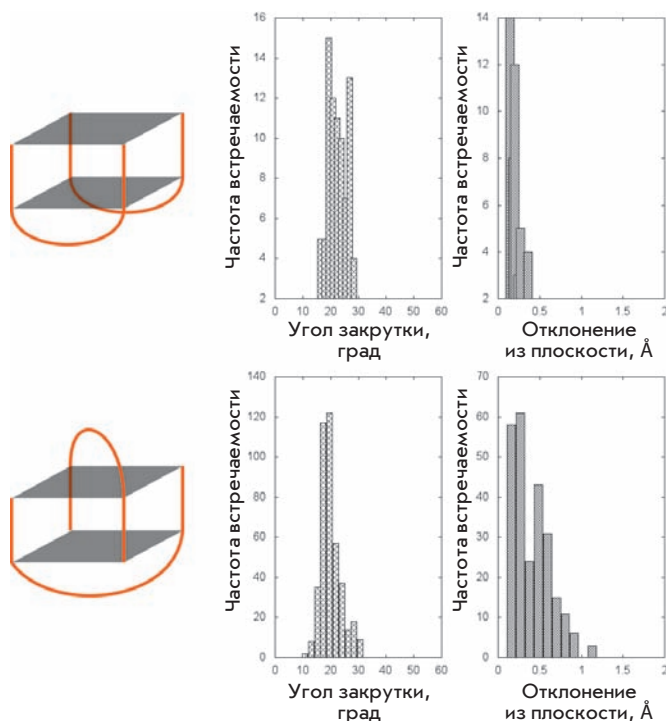 Частота встречаемости
16
14
12
10
8
6
4
2
0 10 20 30 40 50 60
Угол закрутки,
град
Частота встречаемости
14
12
10
8
6
4
2
0 0.5 1 1.5 2
Отклонение
из плоскости, Å
Частота встречаемости
140
120
100
80
60
40
20
0
0 10 20 30 40 50 60
Угол закрутки,
град
Частота встречаемости
70
60
50
40
30
20
10
0
0 0.5 1 1.5 2
Отклонение
из плоскости, Å